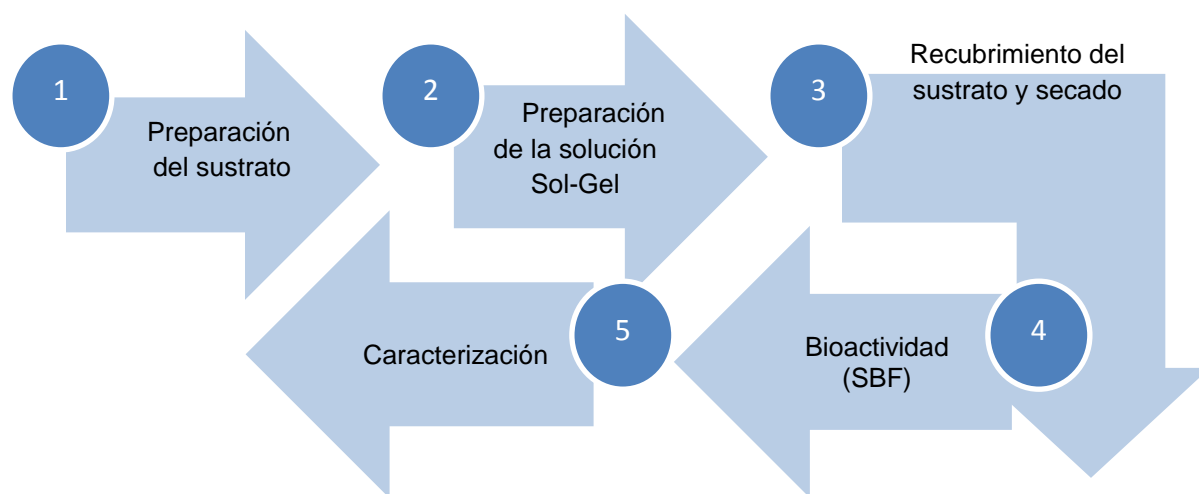 1
Preparación
del sustrato
2
Preparación
de la solución
Sol-Gel
3
Recubrimiento del
sustrato y secado
4
Bioactividad
(SBF)
5
Caracterización